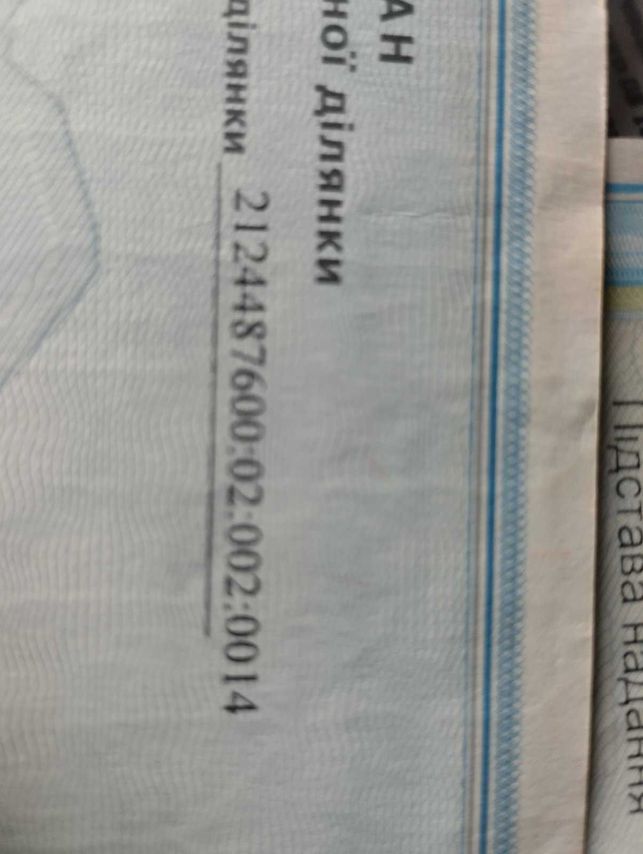 АН
ної ділянки
ділянки 2124487600:02:002:0014
Підстава надання